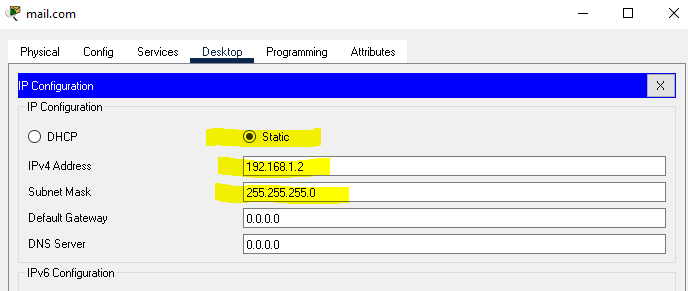 mail.com
Physical Config Services Desktop Programming Attributes
IP Configuration X
IP Configuration
DHCP Static
IPv4 Address 192.168.1.2
Subnet Mask 255.255.255.0
Default Gateway 0.0.0.0
DNS Server 0.0.0.0
IPv6 Configuration